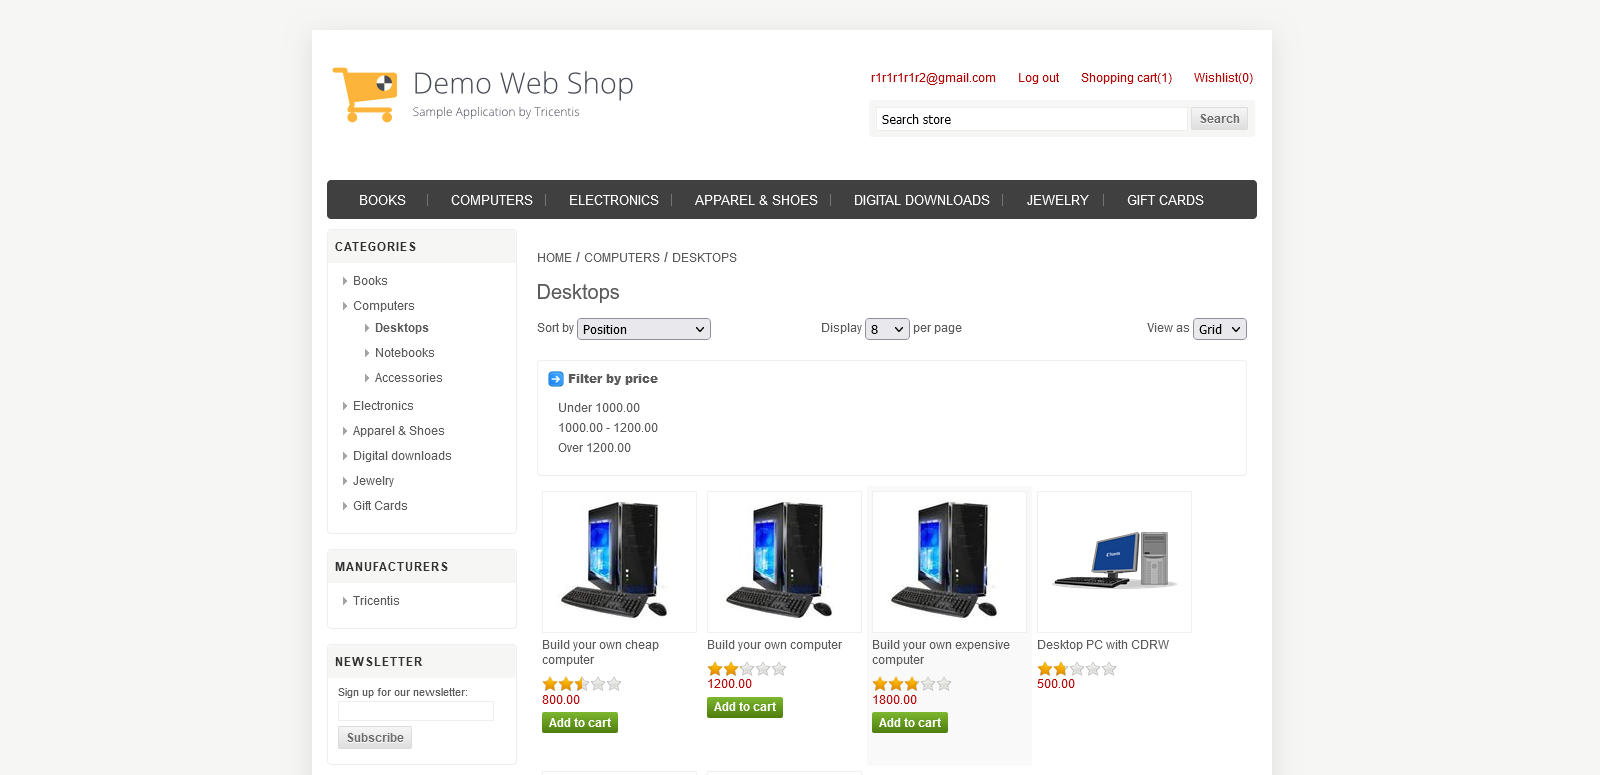 Demo Web Shop
Sample Application by Tricentis
r1r1r1r1r2@gmail.com Log out Shopping cart(1) Wishlist(0)
Search store Search
BOOKS COMPUTERS ELECTRONICS APPAREL & SHOES DIGITAL DOWNLOADS JEWELRY GIFT CARDS
CATEGORIES
Books
Computers
Desktops
Notebooks
Accessories
Electronics
Apparel & Shoes
Digital downloads
Jewelry
Gift Cards
MANUFACTURERS
Tricentis
NEWSLETTER
Sign up for our newsletter:
Subscribe
HOME / COMPUTERS / DESKTOPS
Desktops
Sort by Position Display 8 per page View as Grid
Filter by price
Under 1000.00
1000.00 - 1200.00
Over 1200.00
Build your own cheap
computer
800.00
Add to cart
Build your own computer
1200.00
Add to cart
Build your own expensive
computer
1800.00
Add to cart
Desktop PC with CDRW
500.00